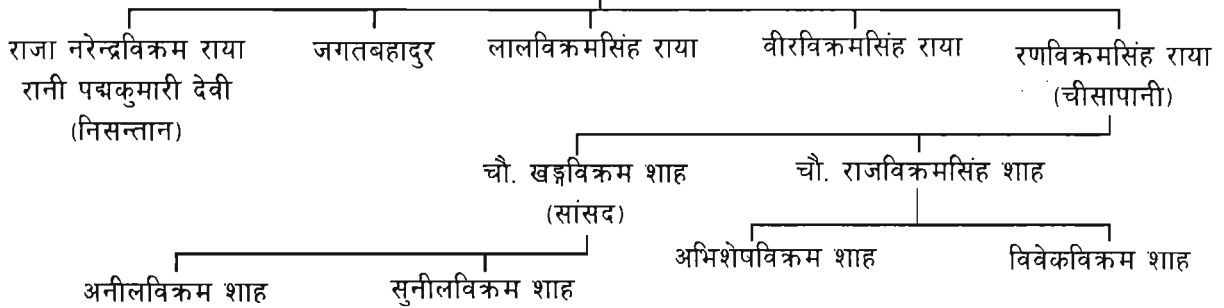 राजा नरेन्द्रविक्रम राया जगतबहादुर लालविक्रमसिंह राया वीरविक्रमसिंह राया रणविक्रमसिंह राया
रानी पद्मकुमारी देवी (चीसापानी)
(निसन्तान)
चौ. खड्गविक्रम शाह चौ. राजविक्रमसिंह शाह
(सांसद)
अभिशेषविक्रम शाह विवेकविक्रम शाह
अनीलविक्रम शाह सुनीलविक्रम शाह